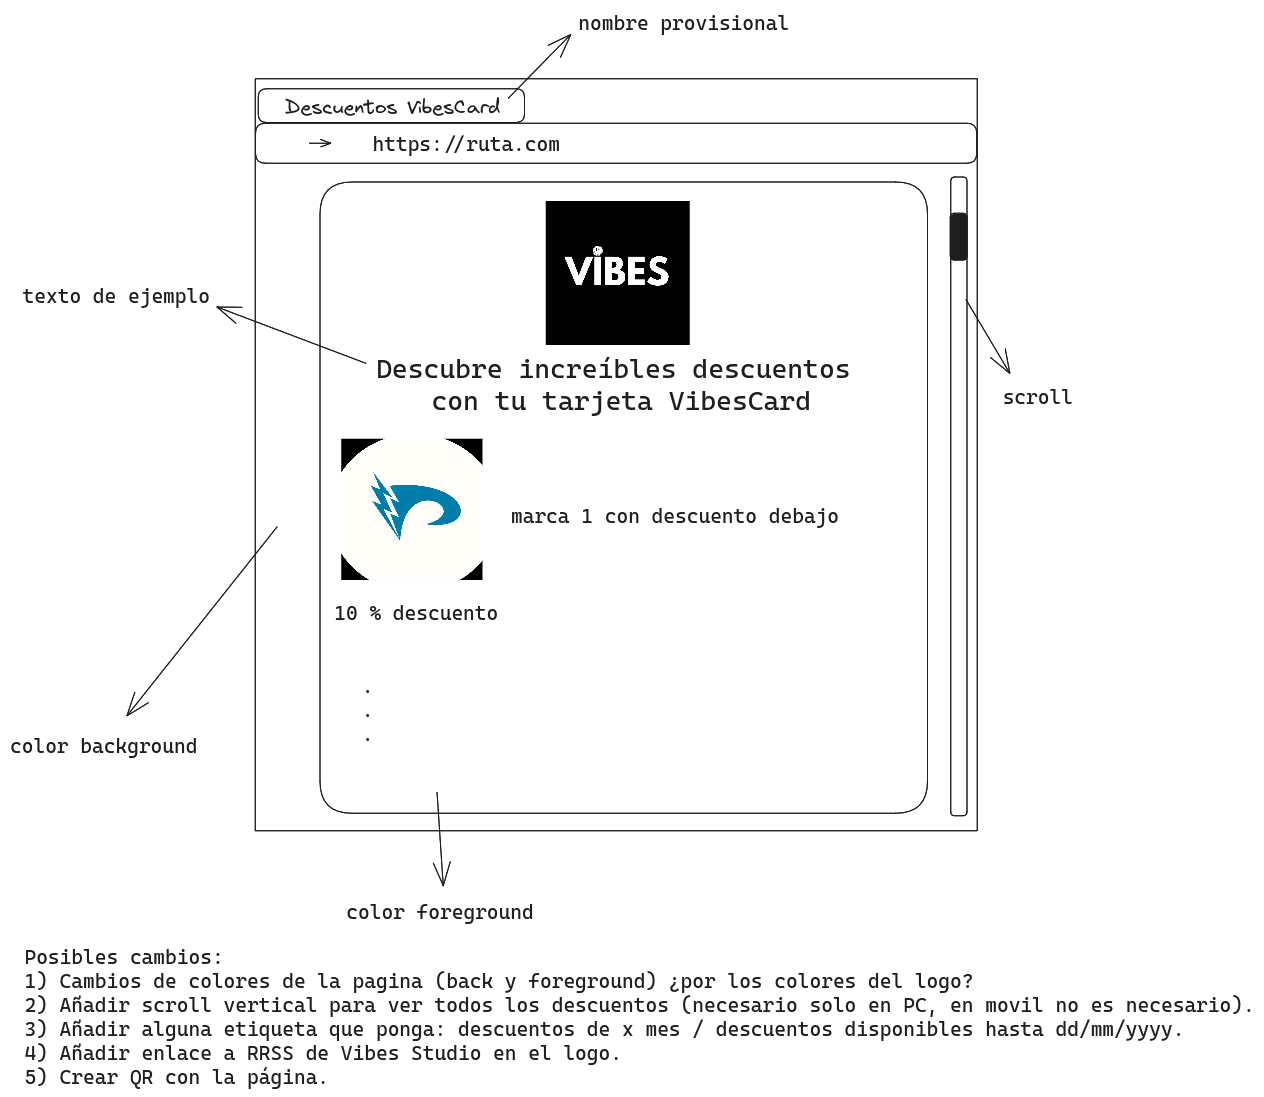 nombre provisional
Descuentos VibesCard
https://ruta.com
VIBES
texto de ejemplo
Descubre increíbles descuentos
con tu tarjeta VibesCard
scroll
marca 1 con descuento debajo
10 % descuento
.
.
.
color background
color foreground
Posibles cambios:
1) Cambios de colores de la pagina (back y foreground) ¿por los colores del logo?
2) Añadir scroll vertical para ver todos los descuentos (necesario solo en PC, en movil no es necesario).
3) Añadir alguna etiqueta que ponga: descuentos de x mes / descuentos disponibles hasta dd/mm/yyyy.
4) Añadir enlace a RRSS de Vibes Studio en el logo.
5) Crear QR con la página.